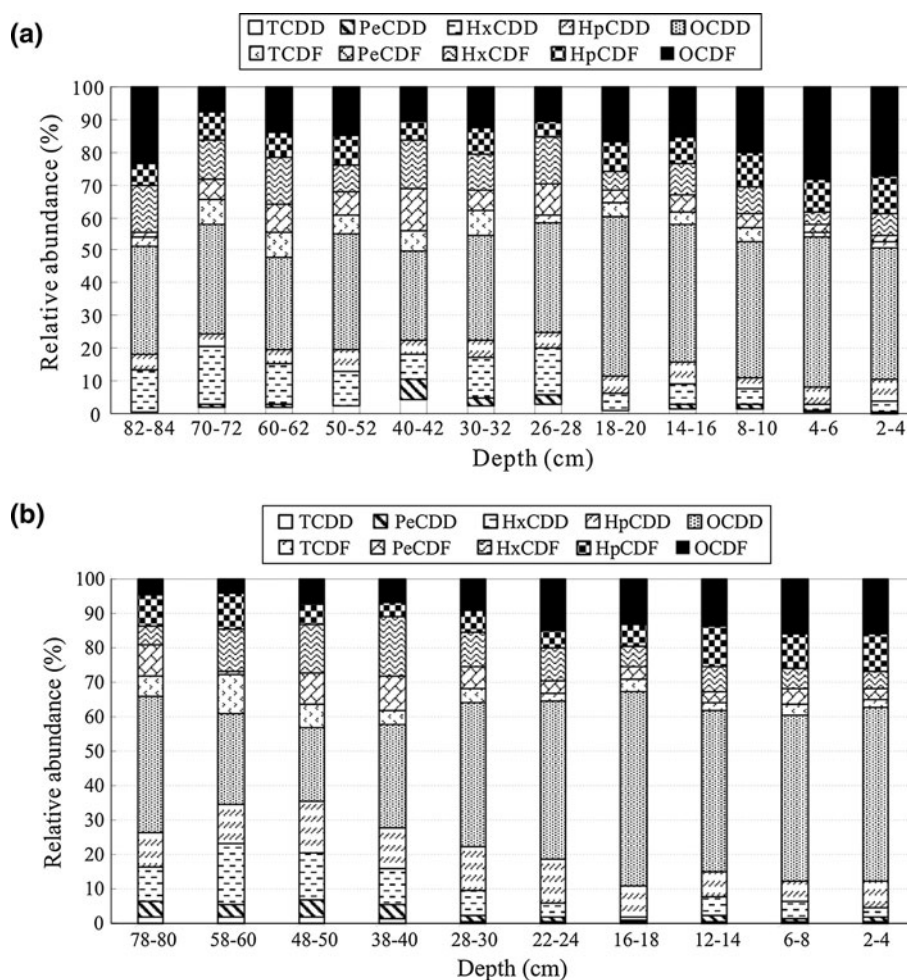 (a)
TCDD PeCDD HxCDD HpCDD OCDD
TCDF PeCDF HxCDF HpCDF OCDF
Relative abundance (%)
100
90
80
70
60
50
40
30
20
10
0
82-84 70-72 60-62 50-52 40-42 30-32 26-28 18-20 14-16 8-10 4-6 2-4
Depth (cm)
(b)
TCDD PeCDD HxCDD HpCDD OCDD
TCDF PeCDF HxCDF HpCDF OCDF
Relative abundance (%)
100
90
80
70
60
50
40
30
20
10
0
78-80 58-60 48-50 38-40 28-30 22-24 16-18 12-14 6-8 2-4
Depth (cm)